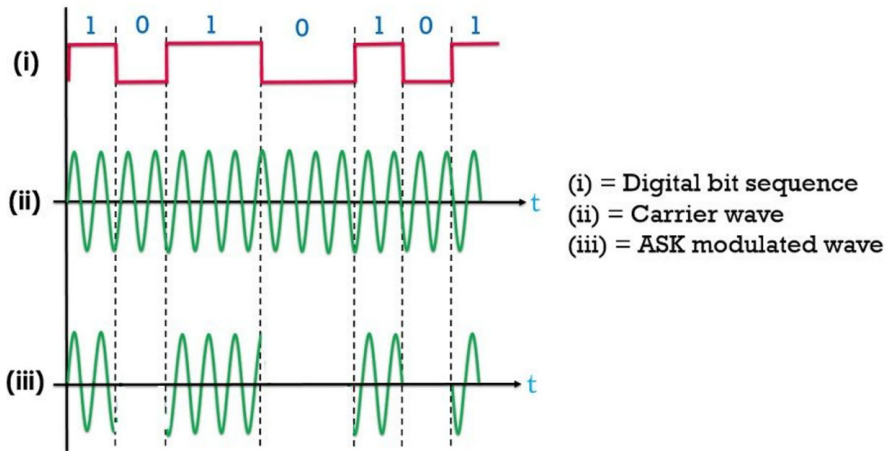 1 0 1 0 1 0 1
(i)
(ii)
t
(i) = Digital bit sequence
(ii) = Carrier wave
(iii) = ASK modulated wave
(iii)
t